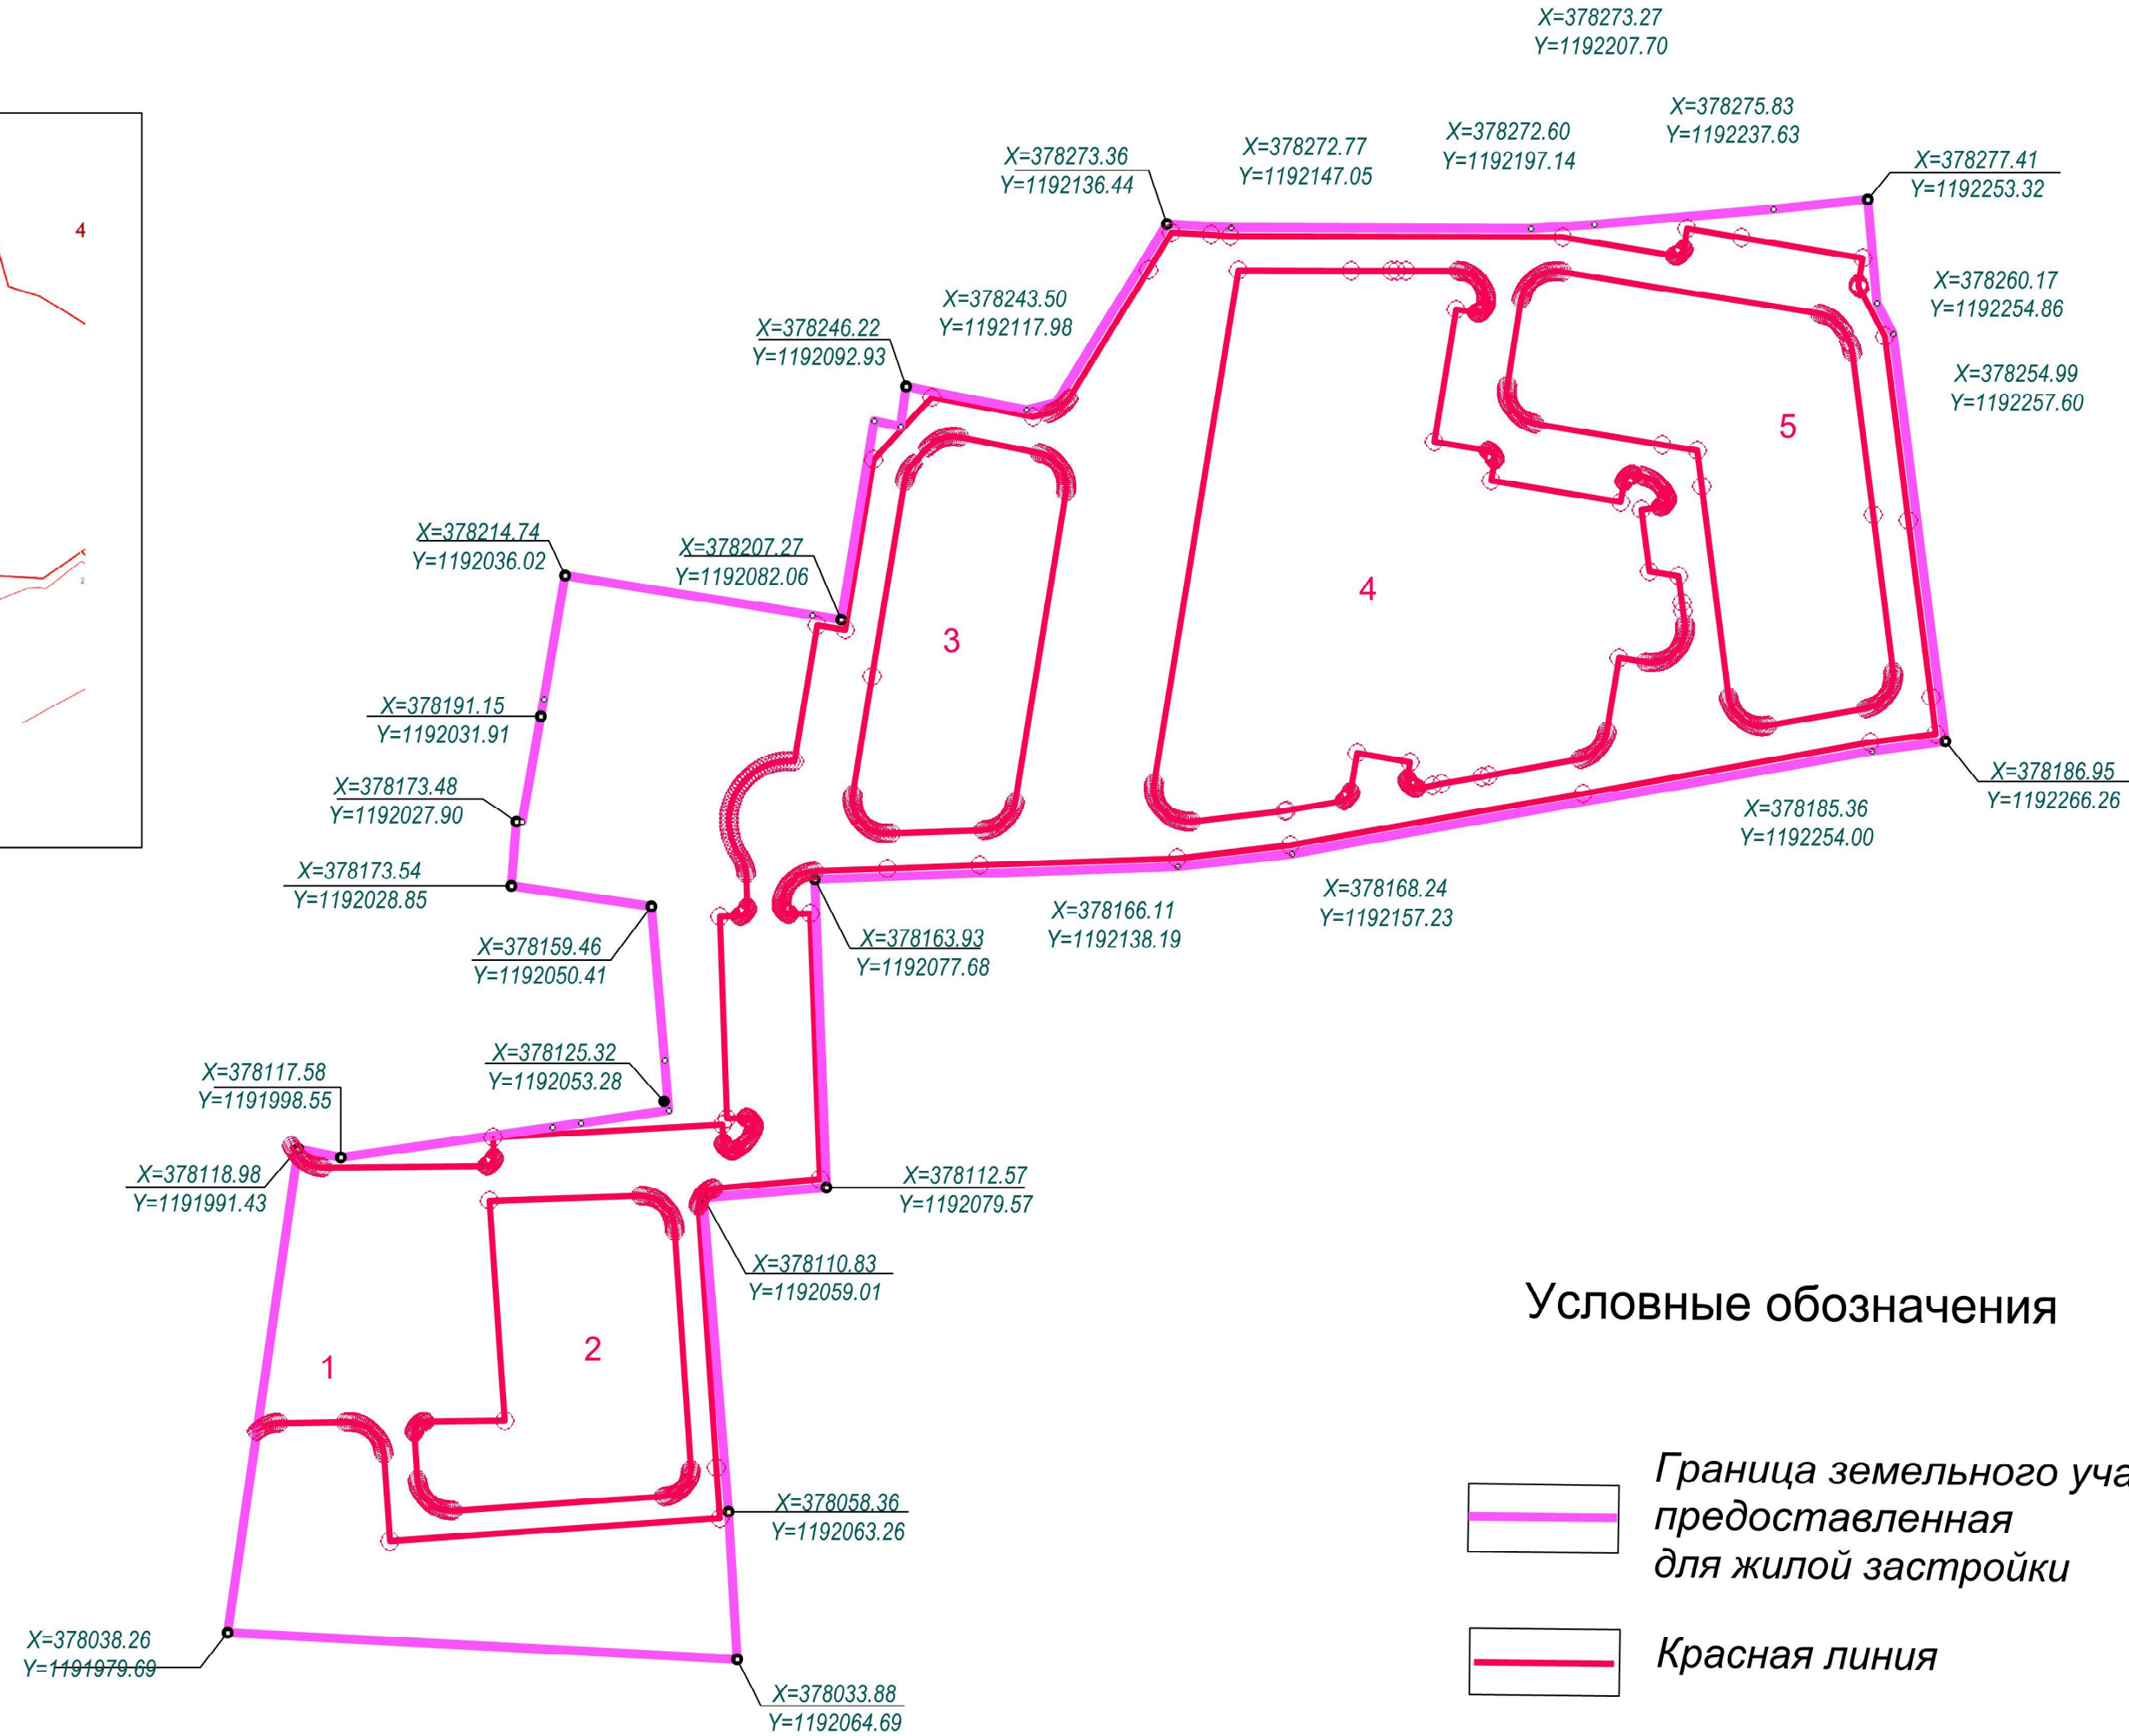 X=378273.27
Y=1192207.70
X=378275.83
Y=1192237.63
X=378272.60
Y=1192197.14
X=378272.77
Y=1192147.05
X=378273.36
Y=1192136.44
X=378277.41
Y=1192253.32
4
X=378260.17
Y=1192254.86
X=378243.50
Y=1192117.98
X=378246.22
Y=1192092.93
X=378254.99
Y=1192257.60
5
X=378214.74
Y=1192036.02
X=378207.27
Y=1192082.06
2
4
3
X=378191.15
Y=1192031.91
X=378173.48
Y=1192027.90
X=378186.95
Y=1192266.26
X=378185.36
Y=1192254.00
X=378173.54
Y=1192028.85
X=378168.24
Y=1192157.23
X=378166.11
Y=1192138.19
X=378163.93
Y=1192077.68
X=378159.46
Y=1192050.41
X=378125.32
Y=1192053.28
X=378117.58
Y=1191998.55
X=378118.98
Y=1191991.43
X=378112.57
Y=1192079.57
X=378110.83
Y=1192059.01
Условные обозначения
1
2
Граница земельного уча
предоставленная
для жилой застройки
X=378058.36
Y=1192063.26
Красная линия
X=378038.26
Y=1191979.69
X=378033.88
Y=1192064.69